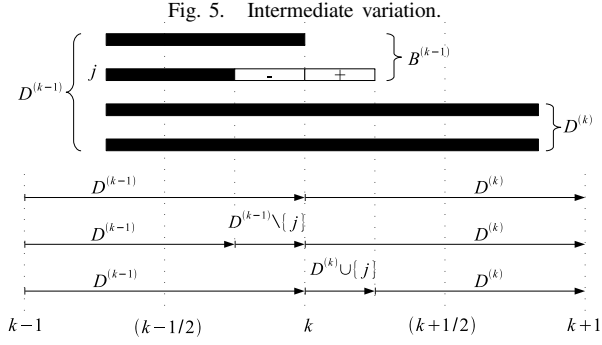 Fig. 5. Intermediate variation.
B^{(k−1)}
j
- +
D^{(k−1)}
D^{(k)}
D^{(k−1)} D^{(k)}
D^{(k−1)}∖{j}
D^{(k−1)} D^{(k)}
D^{(k)}∪{j}
D^{(k−1)} D^{(k)}
k−1 (k−1/2) k (k+1/2) k+1